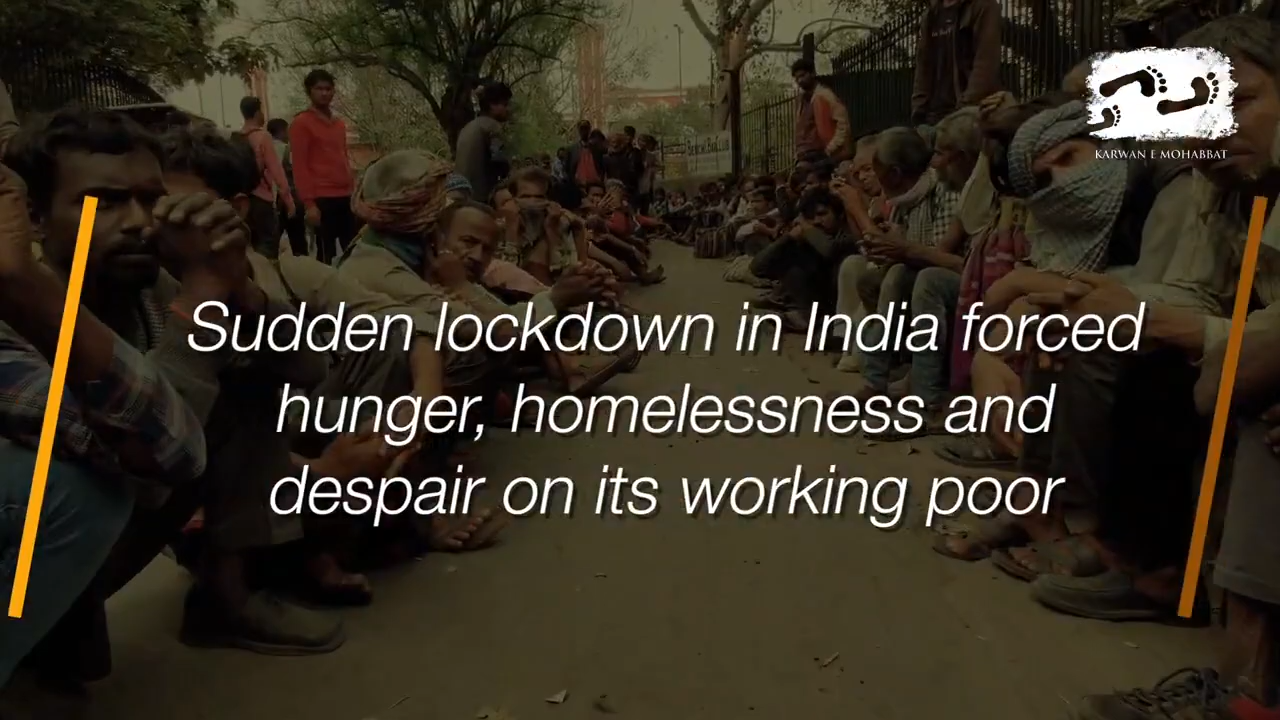 KARWAN E MOHABBAT
Sudden lockdown in India forced
hunger, homelessness and
despair on its working poor